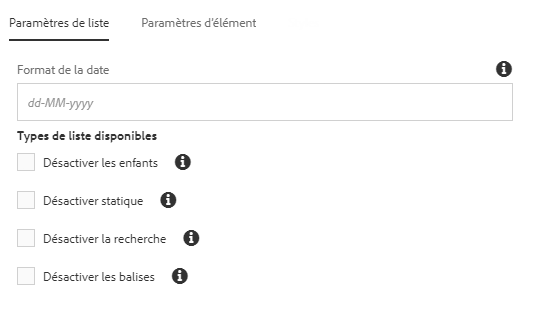 Paramètres de liste Paramètres d'élément
Format de la date
dd-MM-yyyy
Types de liste disponibles
Désactiver les enfants
Désactiver statique
Désactiver la recherche
Désactiver les balises